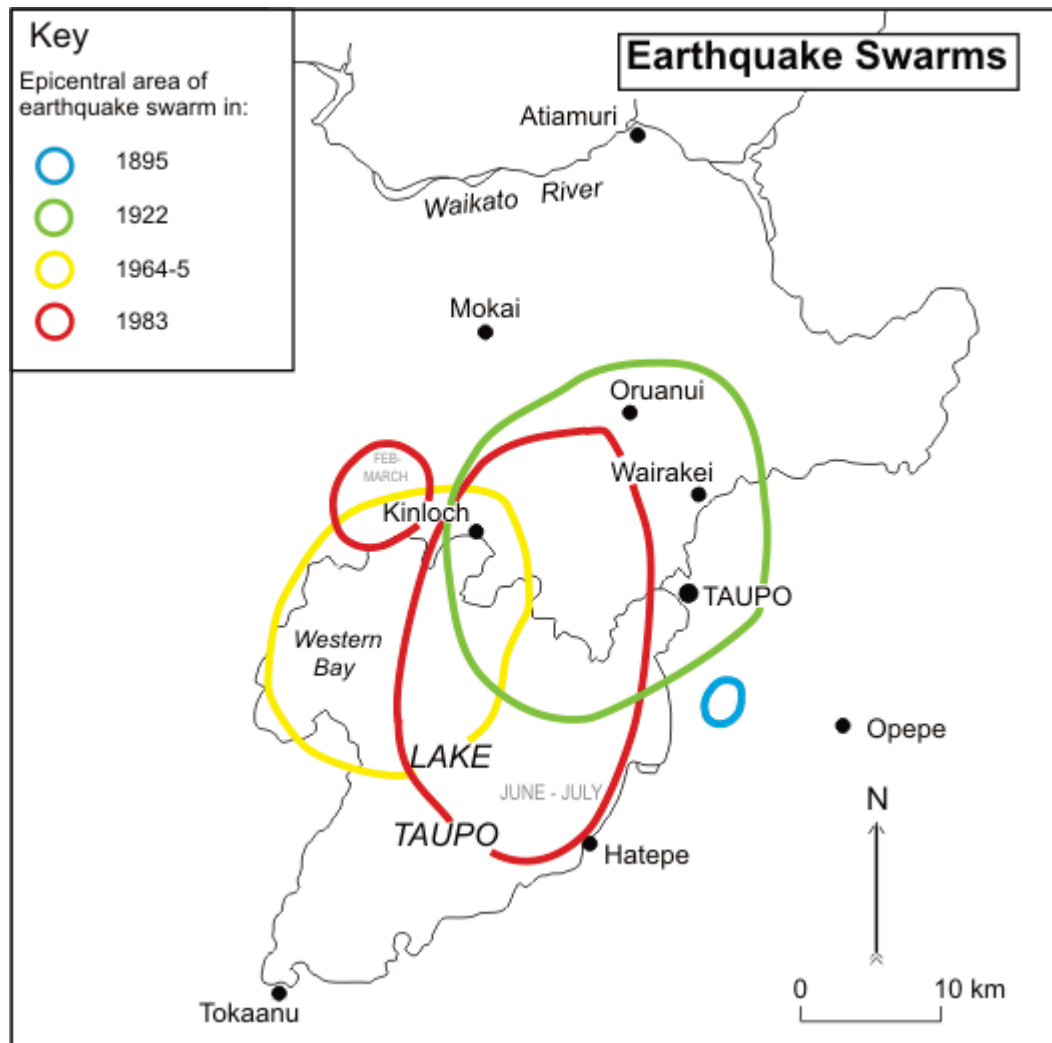 Key
Epicentral area of
earthquake swarm in:
1895
1922
1964-5
1983
Earthquake Swarms
Atiamuri
Waikato River
Mokai
Oruanui
FEB-
MARCH
Wairakei
Kinloch
TAUPO
Western
Bay
Opepe
LAKE
JUNE - JULY
N
TAUPO
Hatepe
0 10 km
Tokaanu